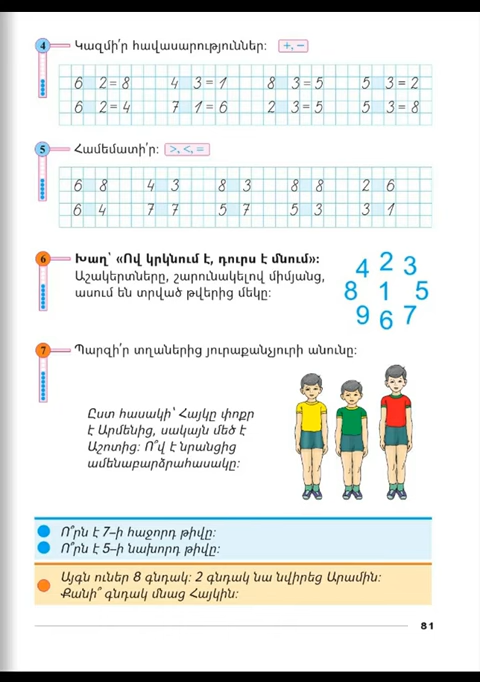 4 Կազմի՛ր հավասարություններ։ +, −
6 2=8 4 3=1 8 3=5 5 3=2
6 2=4 7 1=6 2 3=5 5 3=8
5 Համեմատի՛ր։ >, <, =
6 8 4 3 8 3 8 8 2 6
6 4 7 7 5 7 5 3 3 1
6 Խաղ՝ «Ով կրկնում է, դուրս է մնում»։
Աշակերտները, շարունակելով միմյանց,
ասում են տրված թվերից մեկը։
4 2 3
8 1 5
9 6 7
7 Պարզի՛ր տղաներից յուրաքանչյուրի անունը։
Ըստ հասակի՝ Հայկը փոքր
է Արմենից, սակայն մեծ է
Աշոտից։ Ո՞վ է նրանցից
ամենաբարձրահասակը։
Ո՞րն է 7–ի հաջորդ թիվը։
Ո՞րն է 5–ի նախորդ թիվը։
Այգն ուներ 8 գնդակ։ 2 գնդակ նա նվիրեց Արամին։
Քանի՞ գնդակ մնաց Հայկին։
81